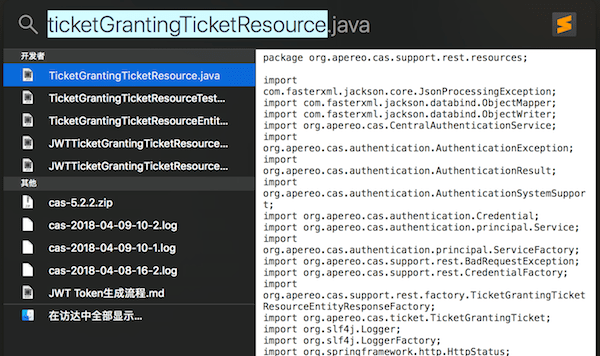 ticketGrantingTicketResource.java
开发者
TicketGrantingTicketResource.java
TicketGrantingTicketResourceTest...
TicketGrantingTicketResourceEntit...
JWTTicketGrantingTicketResource...
JWTTicketGrantingTicketResource...
其他
cas-5.2.2.zip
cas-2018-04-09-10-2.log
cas-2018-04-09-10-1.log
cas-2018-04-08-16-2.log
JWT Token生成流程.md
在访达中全部显示...
package org.apereo.cas.support.rest.resources;
import
com.fasterxml.jackson.core.JsonProcessingException;
import com.fasterxml.jackson.databind.ObjectMapper;
import com.fasterxml.jackson.databind.ObjectWriter;
import org.apereo.cas.CentralAuthenticationService;
import
org.apereo.cas.authentication.AuthenticationException;
import
org.apereo.cas.authentication.AuthenticationResult;
import
org.apereo.cas.authentication.AuthenticationSystemSuppor
t;
import org.apereo.cas.authentication.Credential;
import org.apereo.cas.authentication.principal.Service;
import
org.apereo.cas.authentication.principal.ServiceFactory;
import org.apereo.cas.support.rest.BadRequestException;
import org.apereo.cas.support.rest.CredentialFactory;
import
org.apereo.cas.support.rest.factory.TicketGrantingTicket
ResourceEntityResponseFactory;
import org.apereo.cas.ticket.TicketGrantingTicket;
import org.slf4j.Logger;
import org.slf4j.LoggerFactory;
import org.springframework.http.HttpStatus;